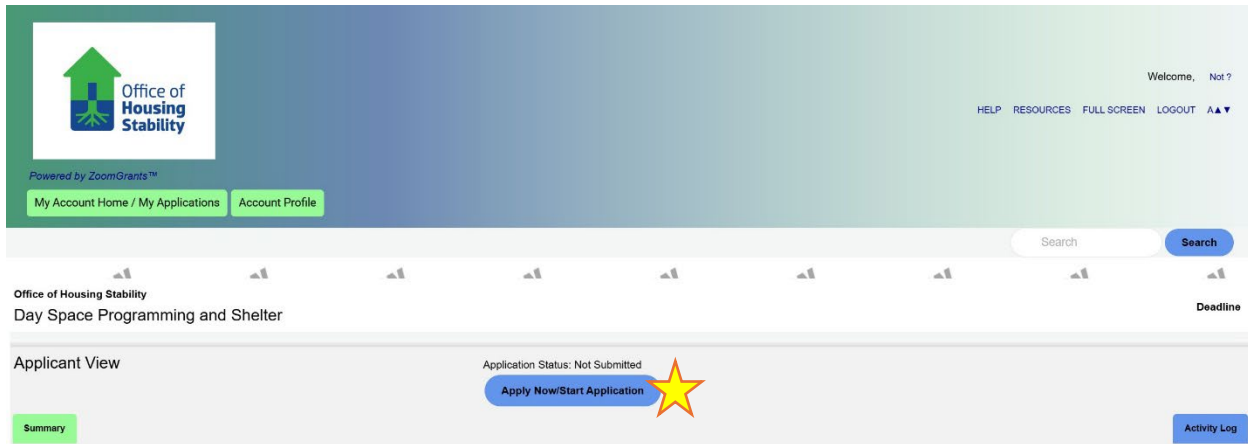 Office of
Housing
Stability
Welcome, Not ?
HELP RESOURCES FULL SCREEN LOGOUT A▲▼
Powered by ZoomGrants™
My Account Home / My Applications Account Profile
Search Search
Office of Housing Stability
Day Space Programming and Shelter
Deadline
Applicant View
Application Status: Not Submitted
Apply Now/Start Application
Summary
Activity Log